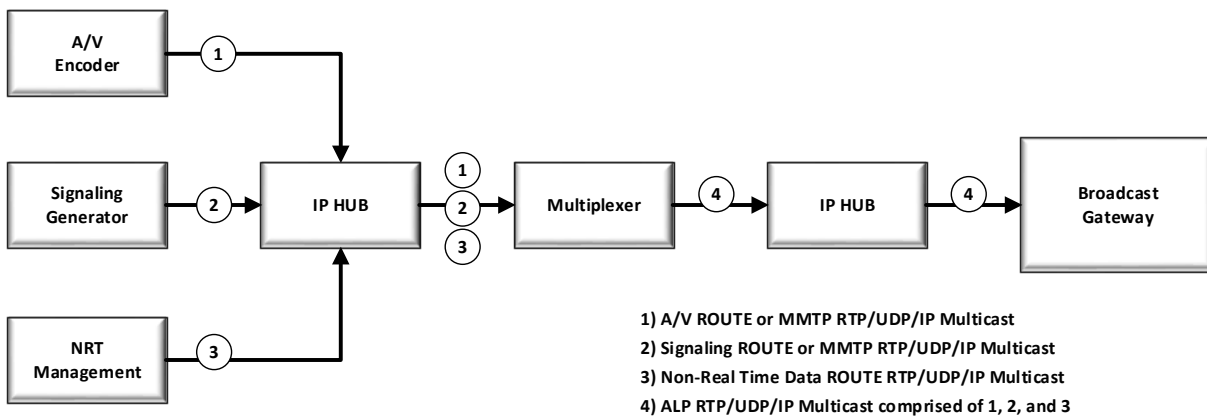 A/V
Encoder
1
Signaling
Generator
2
NRT
Management
3
IP HUB
1
2
3
Multiplexer
4
IP HUB
4
Broadcast
Gateway
1) A/V ROUTE or MMTP RTP/UDP/IP Multicast
2) Signaling ROUTE or MMTP RTP/UDP/IP Multicast
3) Non-Real Time Data ROUTE RTP/UDP/IP Multicast
4) ALP RTP/UDP/IP Multicast comprised of 1, 2, and 3